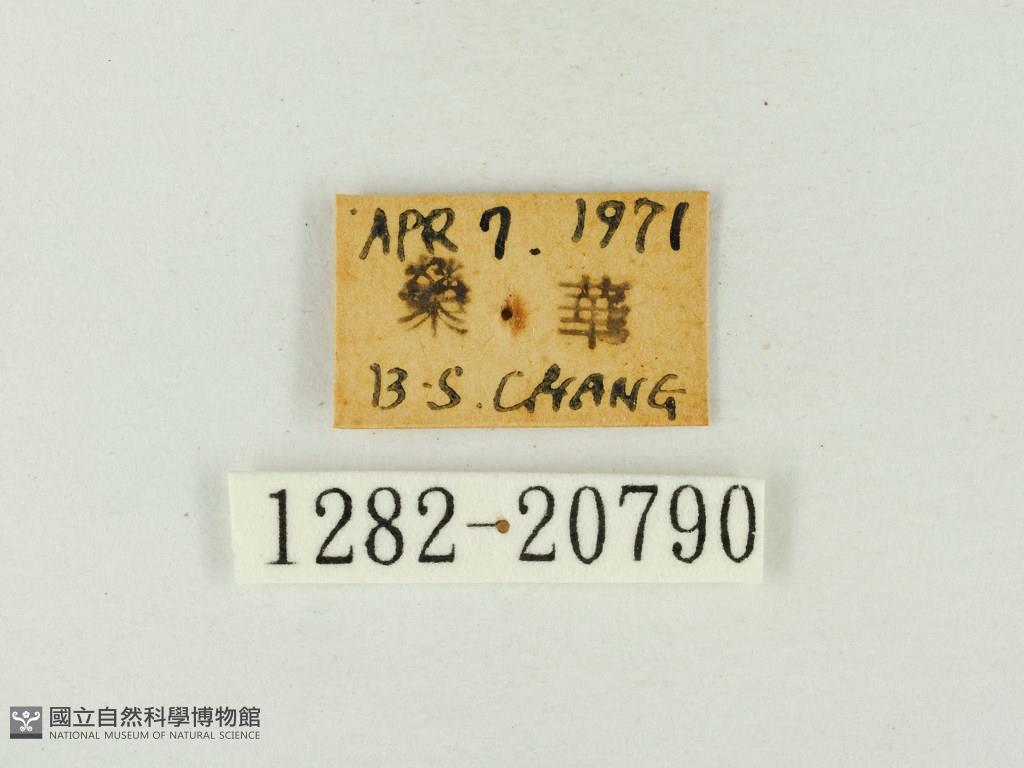 APR 7. 1971
榮 華
B.S. CHANG
1282-20790
國立自然科學博物館
NATIONAL MUSEUM OF NATURAL SCIENCE